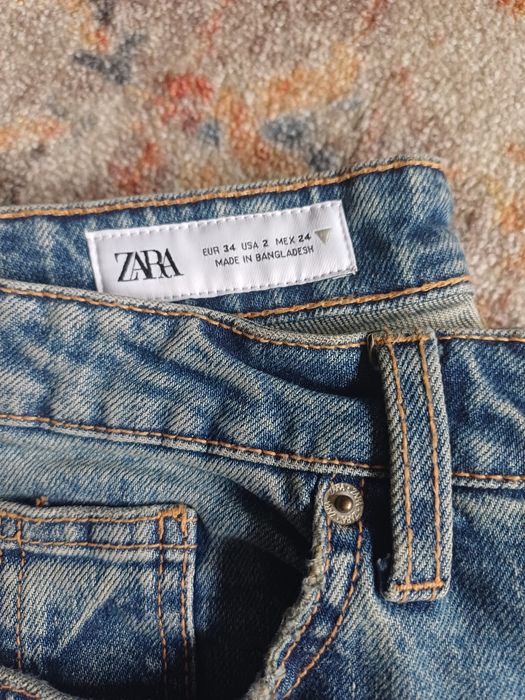 ZARA
EUR 34 USA 2 MEX 24
MADE IN BANGLADESH